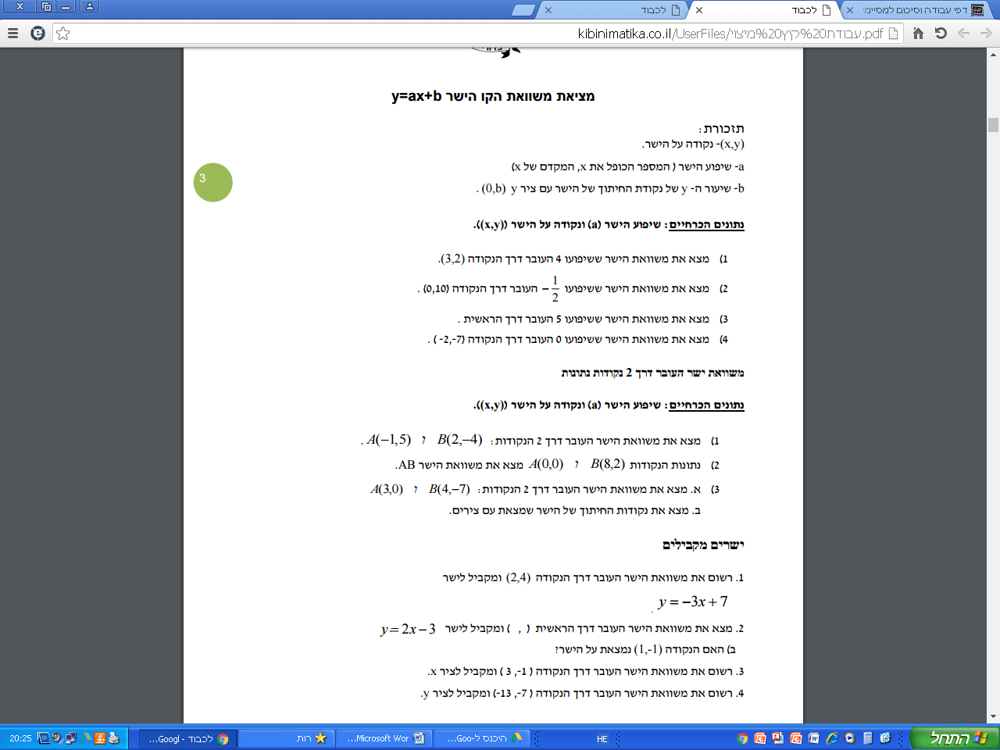 דפי עבודה וסיכום למסיימי
לכבוד
לכבוד
kibinimatika.co.il/UserFiles/עבודת%20קיץ%20מיצוי.pdf
מציאת משוואת הקו הישר y=ax+b
תזכורת:
(x,y)- נקודה על הישר.
a- שיפוע הישר ( המספר הכופל את x, המקדם של x)
b- שיעור ה- y של נקודת החיתוך של הישר עם ציר y (0,b) .
3
נתונים הכרחיים: שיפוע הישר (a) ונקודה על הישר ((x,y)).
1) מצא את משוואת הישר ששיפועו 4 העובר דרך הנקודה (3,2).
2) מצא את משוואת הישר ששיפועו −1/2 העובר דרך הנקודה (0,10) .
3) מצא את משוואת הישר ששיפועו 5 העובר דרך הראשית .
4) מצא את משוואת הישר ששיפועו 0 העובר דרך הנקודה (-2,-7) .
משוואת ישר העובר דרך 2 נקודות נתונות
נתונים הכרחיים: שיפוע הישר (a) ונקודה על הישר ((x,y)).
1) מצא את משוואת הישר העובר דרך 2 הנקודות: B(2,−4) ו A(−1,5) .
2) נתונות הנקודות B(8,2) ו A(0,0) מצא את משוואת הישר AB.
3) א. מצא את משוואת הישר העובר דרך 2 הנקודות: B(4,−7) ו A(3,0)
ב. מצא את נקודות החיתוך של הישר שמצאת עם צירים.
ישרים מקבילים
1. רשום את משוואת הישר העובר דרך הנקודה (2,4) ומקביל לישר
y = −3x + 7 .
2. מצא את משוואת הישר העובר דרך הראשית ( , ) ומקביל לישר y = 2x − 3
ב) האם הנקודה (1,-1) נמצאת על הישר?
3. רשום את משוואת הישר העובר דרך הנקודה ( 3 ,-1) ומקביל לציר x.
4. רשום את משוואת הישר העובר דרך הנקודה ( -7, -13) ומקביל לציר y.
התחל
HE
היכנס ל-Goo...
Microsoft Wor...
רות
לכבוד - Googl...
20:25